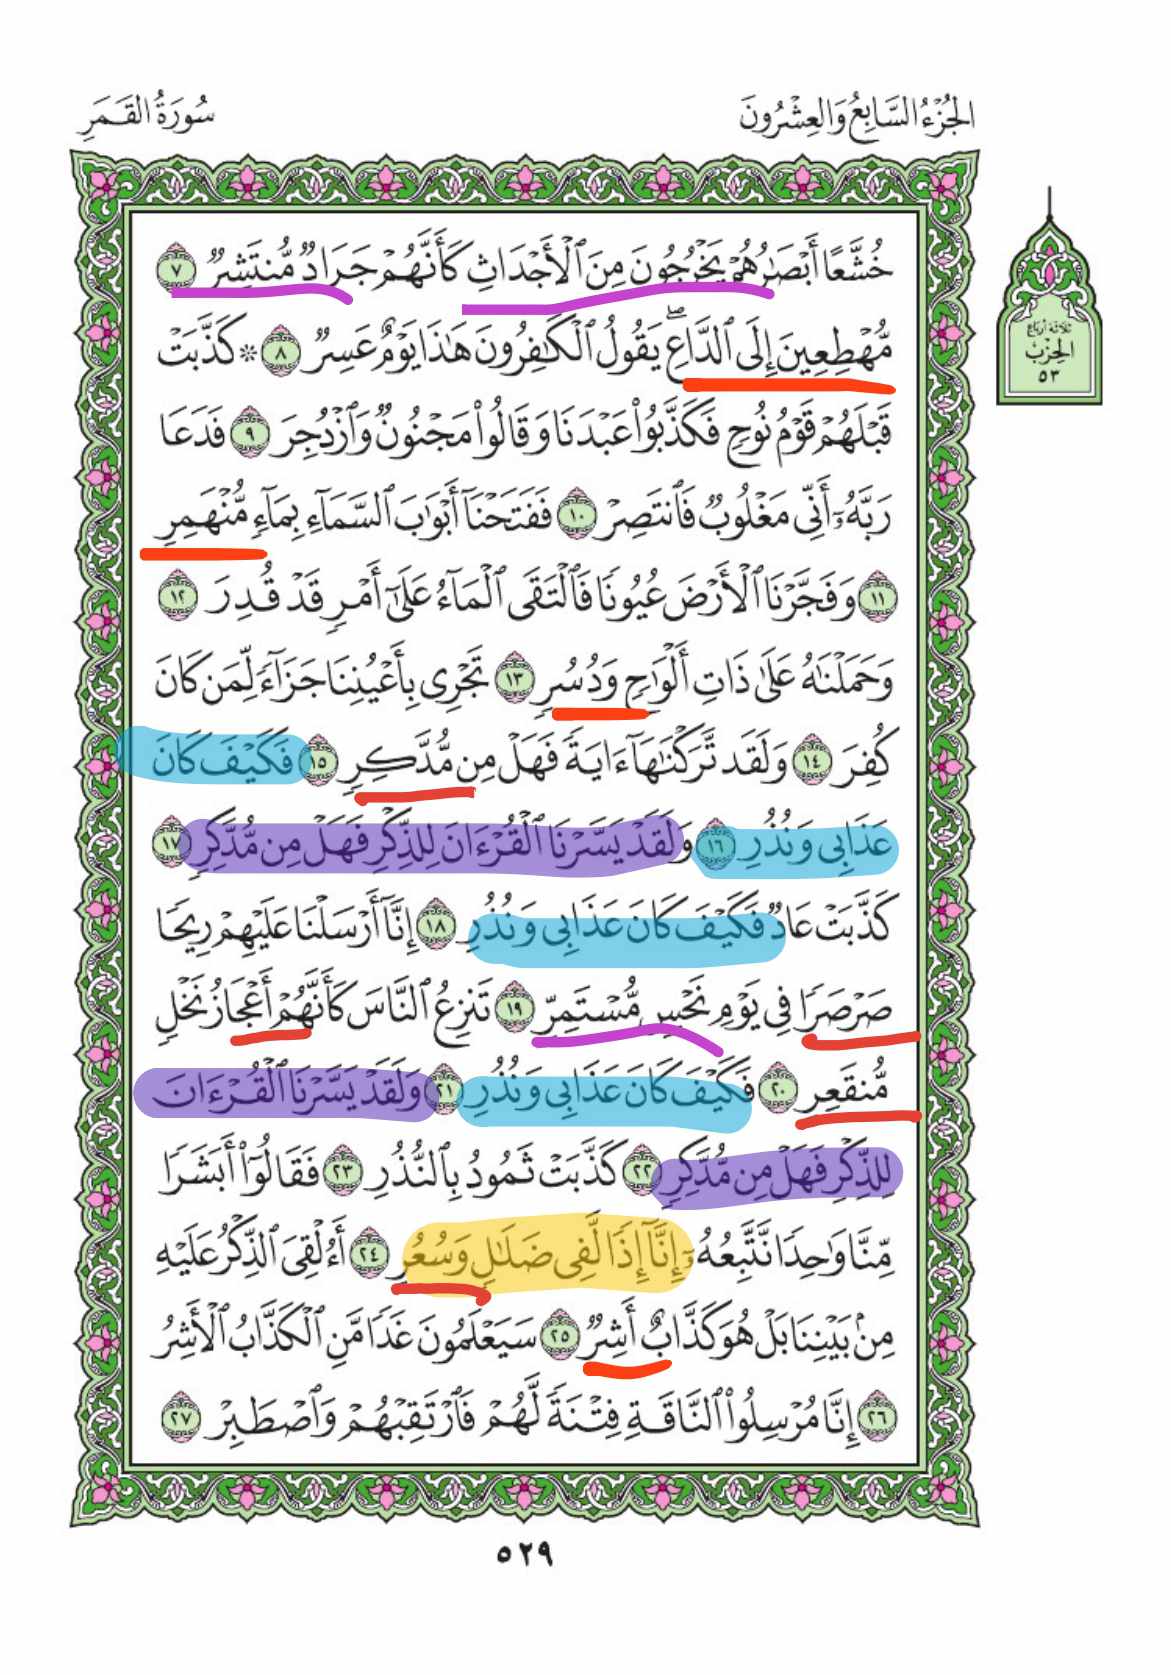 الجُزْءُ السَّابِعُ وَالعِشْرُونَ
سُورَةُ القَمَرِ
خُشَّعًا أَبْصَٰرُهُمْ يَخْرُجُونَ مِنَ ٱلْأَجْدَاثِ كَأَنَّهُمْ جَرَادٌ مُّنتَشِرٌ ٧
مُّهْطِعِينَ إِلَى ٱلدَّاعِ ۖ يَقُولُ ٱلْكَٰفِرُونَ هَٰذَا يَوْمٌ عَسِرٌ ٨ ۞ كَذَّبَتْ
قَبْلَهُمْ قَوْمُ نُوحٍ فَكَذَّبُوا۟ عَبْدَنَا وَقَالُوا۟ مَجْنُونٌ وَٱزْدُجِرَ ٩ فَدَعَا
رَبَّهُۥٓ أَنِّى مَغْلُوبٌ فَٱنتَصِرْ ١٠ فَفَتَحْنَآ أَبْوَٰبَ ٱلسَّمَآءِ بِمَآءٍ مُّنْهَمِرٍ
١١ وَفَجَّرْنَا ٱلْأَرْضَ عُيُونًا فَٱلْتَقَى ٱلْمَآءُ عَلَىٰٓ أَمْرٍ قَدْ قُدِرَ ١٢
وَحَمَلْنَٰهُ عَلَىٰ ذَاتِ أَلْوَٰحٍ وَدُسُرٍ ١٣ تَجْرِى بِأَعْيُنِنَا جَزَآءً لِّمَن كَانَ
كُفِرَ ١٤ وَلَقَد تَّرَكْنَٰهَآ ءَايَةً فَهَلْ مِن مُّدَّكِرٍ ١٥ فَكَيْفَ كَانَ
عَذَابِى وَنُذُرِ ١٦ وَلَقَدْ يَسَّرْنَا ٱلْقُرْءَانَ لِلذِّكْرِ فَهَلْ مِن مُّدَّكِرٍ ١٧
كَذَّبَتْ عَادٌ فَكَيْفَ كَانَ عَذَابِى وَنُذُرِ ١٨ إِنَّآ أَرْسَلْنَا عَلَيْهِمْ رِيحًا
صَرْصَرًا فِى يَوْمِ نَحْسٍ مُّسْتَمِرٍّ ١٩ تَنزِعُ ٱلنَّاسَ كَأَنَّهُمْ أَعْجَازُ نَخْلٍ
مُّنقَعِرٍ ٢٠ فَكَيْفَ كَانَ عَذَابِى وَنُذُرِ ٢١ وَلَقَدْ يَسَّرْنَا ٱلْقُرْءَانَ
لِلذِّكْرِ فَهَلْ مِن مُّدَّكِرٍ ٢٢ كَذَّبَتْ ثَمُودُ بِٱلنُّذُرِ ٢٣ فَقَالُوٓا۟ أَبَشَرًا
مِّنَّا وَٰحِدًا نَّتَّبِعُهُۥٓ إِنَّآ إِذًا لَّفِى ضَلَٰلٍ وَسُعُرٍ ٢٤ أَءُلْقِىَ ٱلذِّكْرُ عَلَيْهِ
مِنۢ بَيْنِنَا بَلْ هُوَ كَذَّابٌ أَشِرٌ ٢٥ سَيَعْلَمُونَ غَدًا مَّنِ ٱلْكَذَّابُ ٱلْأَشِرُ
٢٦ إِنَّا مُرْسِلُوا۟ ٱلنَّاقَةِ فِتْنَةً لَّهُمْ فَٱرْتَقِبْهُمْ وَٱصْطَبِرْ ٢٧
ثلاثة أرباع
الحِزْبُ
٥٣
٥٢٩